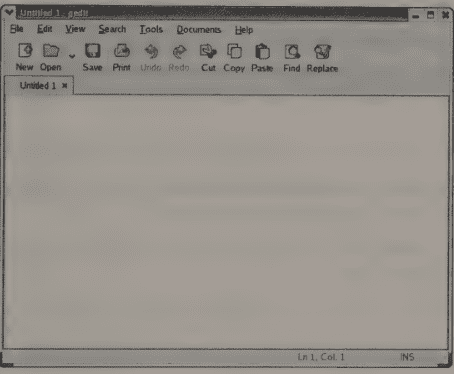 Untitled 1 - gedit
File Edit View Search Tools Documents Help
New Open Save Print Undo Redo Cut Copy Paste Find Replace
Untitled 1
Ln 1, Col. 1 INS